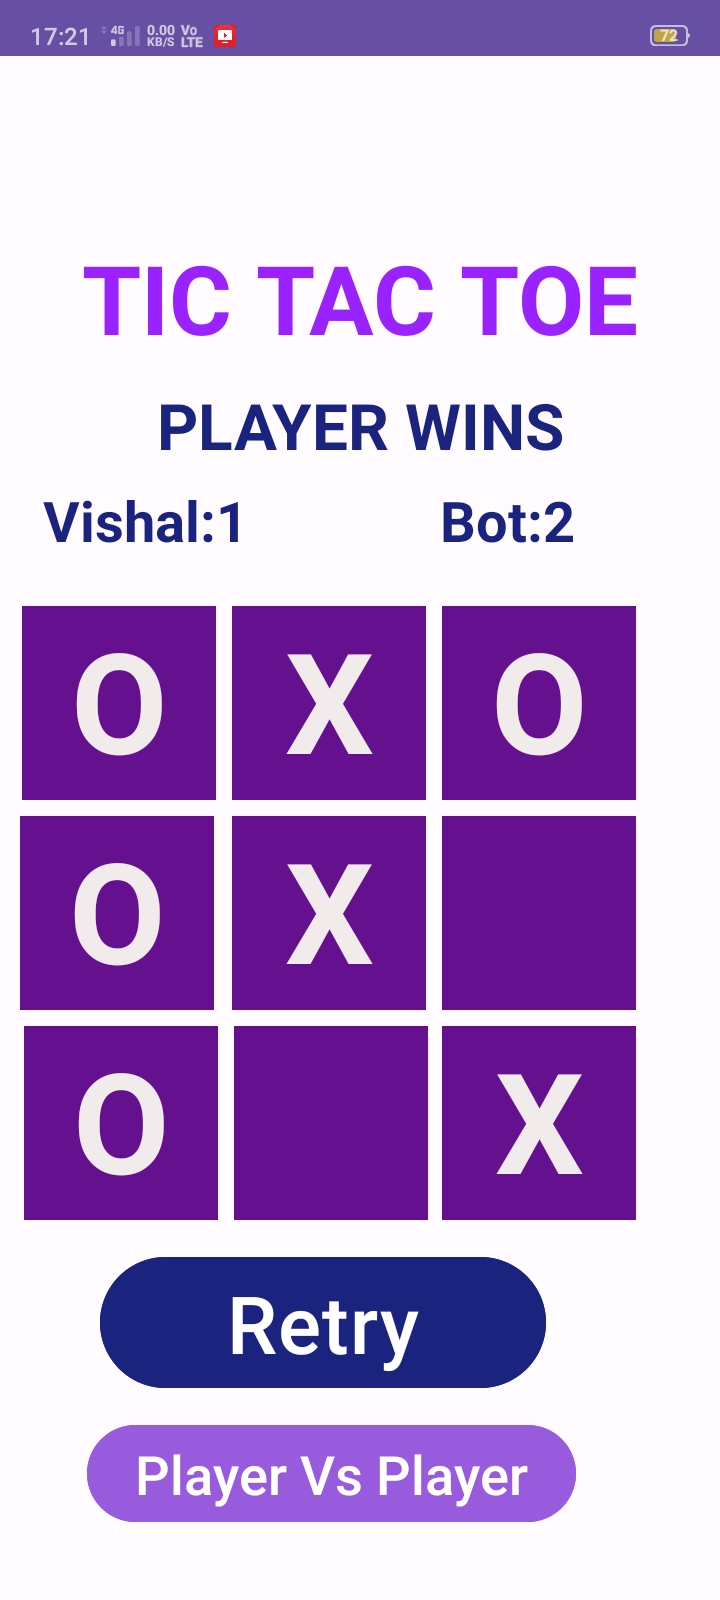 17:21 4G 0.00 KB/S Vo LTE 72
TIC TAC TOE
PLAYER WINS
Vishal:1 Bot:2
O X O
O X
O X
Retry
Player Vs Player